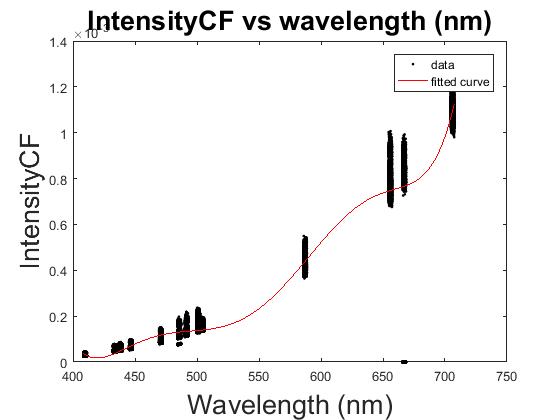 IntensityCF vs wavelength (nm)
1.4
1.2
1
0.8
0.6
0.4
0.2
0
IntensityCF
data
fitted curve
400 450 500 550 600 650 700 750
Wavelength (nm)